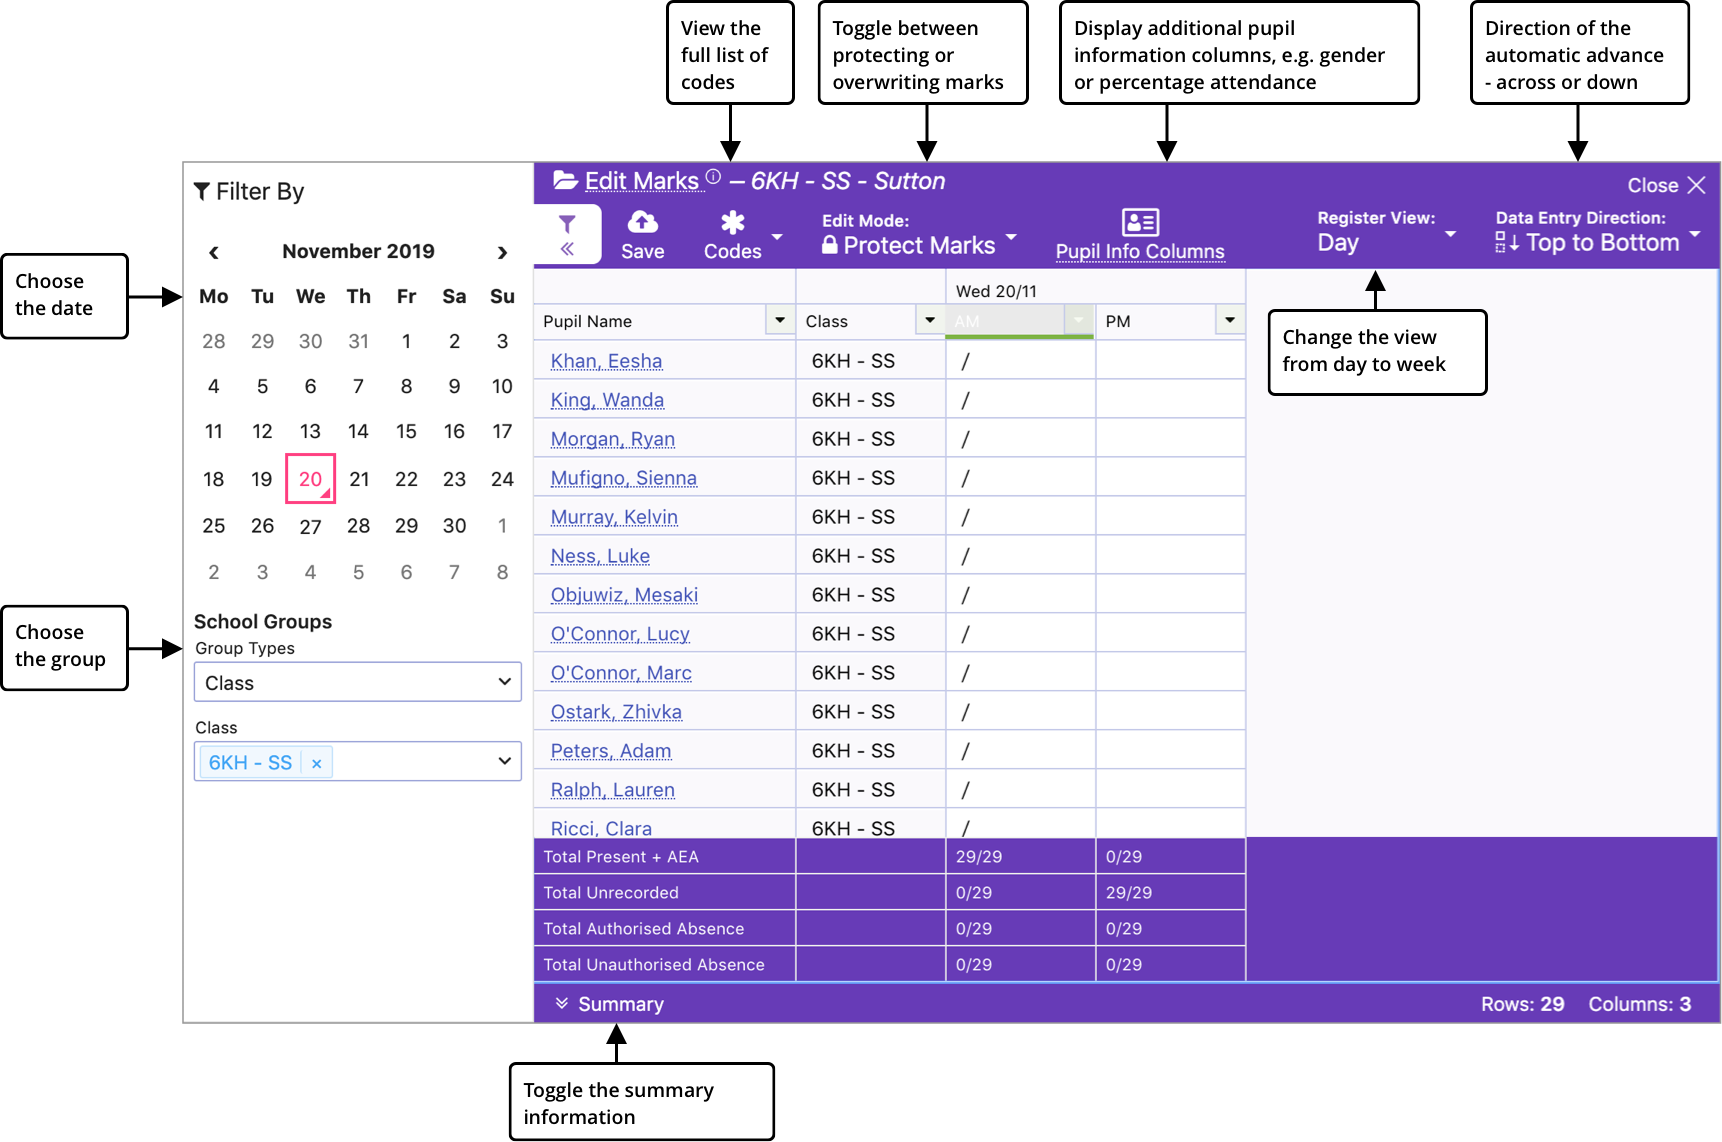 View the
full list of
codes
Toggle between
protecting or
overwriting marks
Display additional pupil
information columns, e.g. gender
or percentage attendance
Direction of the
automatic advance
- across or down
Choose
the date
Choose
the group
Filter By
November 2019
Mo Tu We Th Fr Sa Su
28 29 30 31 1 2 3
4 5 6 7 8 9 10
11 12 13 14 15 16 17
18 19 20 21 22 23 24
25 26 27 28 29 30 1
2 3 4 5 6 7 8
School Groups
Group Types
Class
Class
6KH - SS ×
Edit Marks – 6KH - SS - Sutton
Close
Save
Codes
Edit Mode:
Protect Marks
Pupil Info Columns
Register View:
Day
Data Entry Direction:
Top to Bottom
Change the view
from day to week
Wed 20/11
Pupil Name Class AM PM
Khan, Eesha 6KH - SS /
King, Wanda 6KH - SS /
Morgan, Ryan 6KH - SS /
Mufigno, Sienna 6KH - SS /
Murray, Kelvin 6KH - SS /
Ness, Luke 6KH - SS /
Objuwiz, Mesaki 6KH - SS /
O'Connor, Lucy 6KH - SS /
O'Connor, Marc 6KH - SS /
Ostark, Zhivka 6KH - SS /
Peters, Adam 6KH - SS /
Ralph, Lauren 6KH - SS /
Ricci, Clara 6KH - SS /
Total Present + AEA 29/29 0/29
Total Unrecorded 0/29 29/29
Total Authorised Absence 0/29 0/29
Total Unauthorised Absence 0/29 0/29
Summary
Rows: 29 Columns: 3
Toggle the summary
information